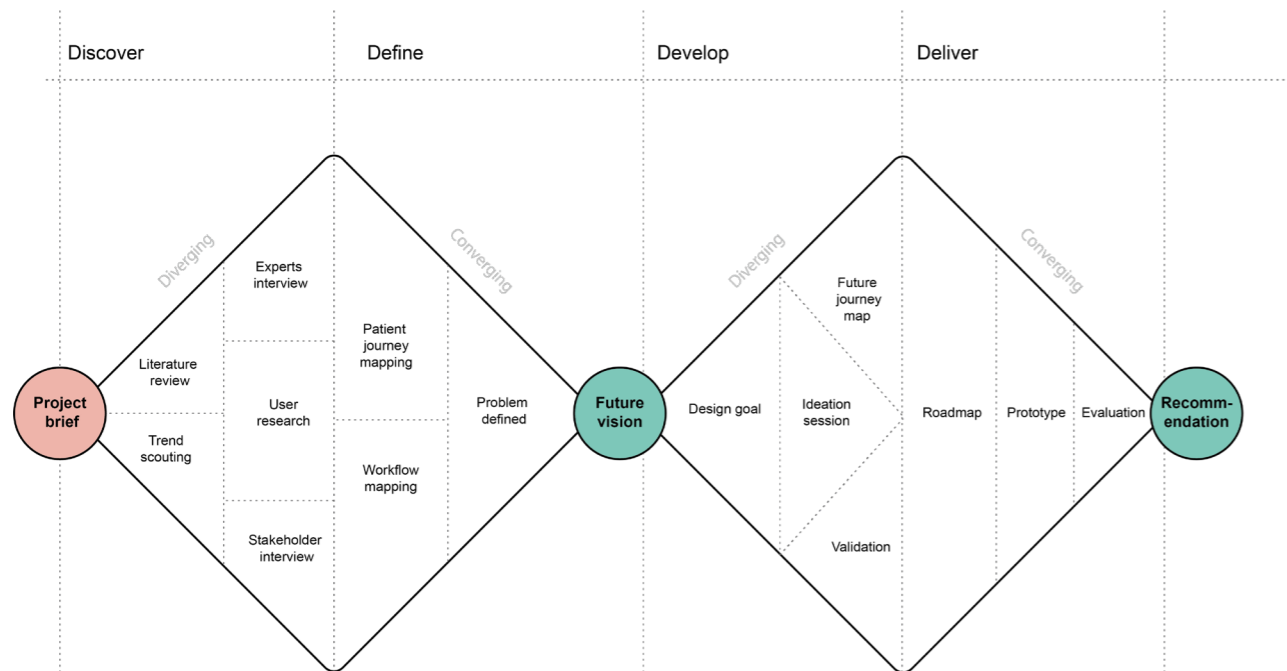 Discover
Define
Develop
Deliver
Diverging
Converging
Diverging
Converging
Experts
interview
Literature
review
Project
brief
Trend
scouting
User
research
Stakeholder
interview
Patient
journey
mapping
Workflow
mapping
Problem
defined
Future
vision
Design goal
Future
journey
map
Ideation
session
Validation
Roadmap
Prototype
Evaluation
Recomm-
endation